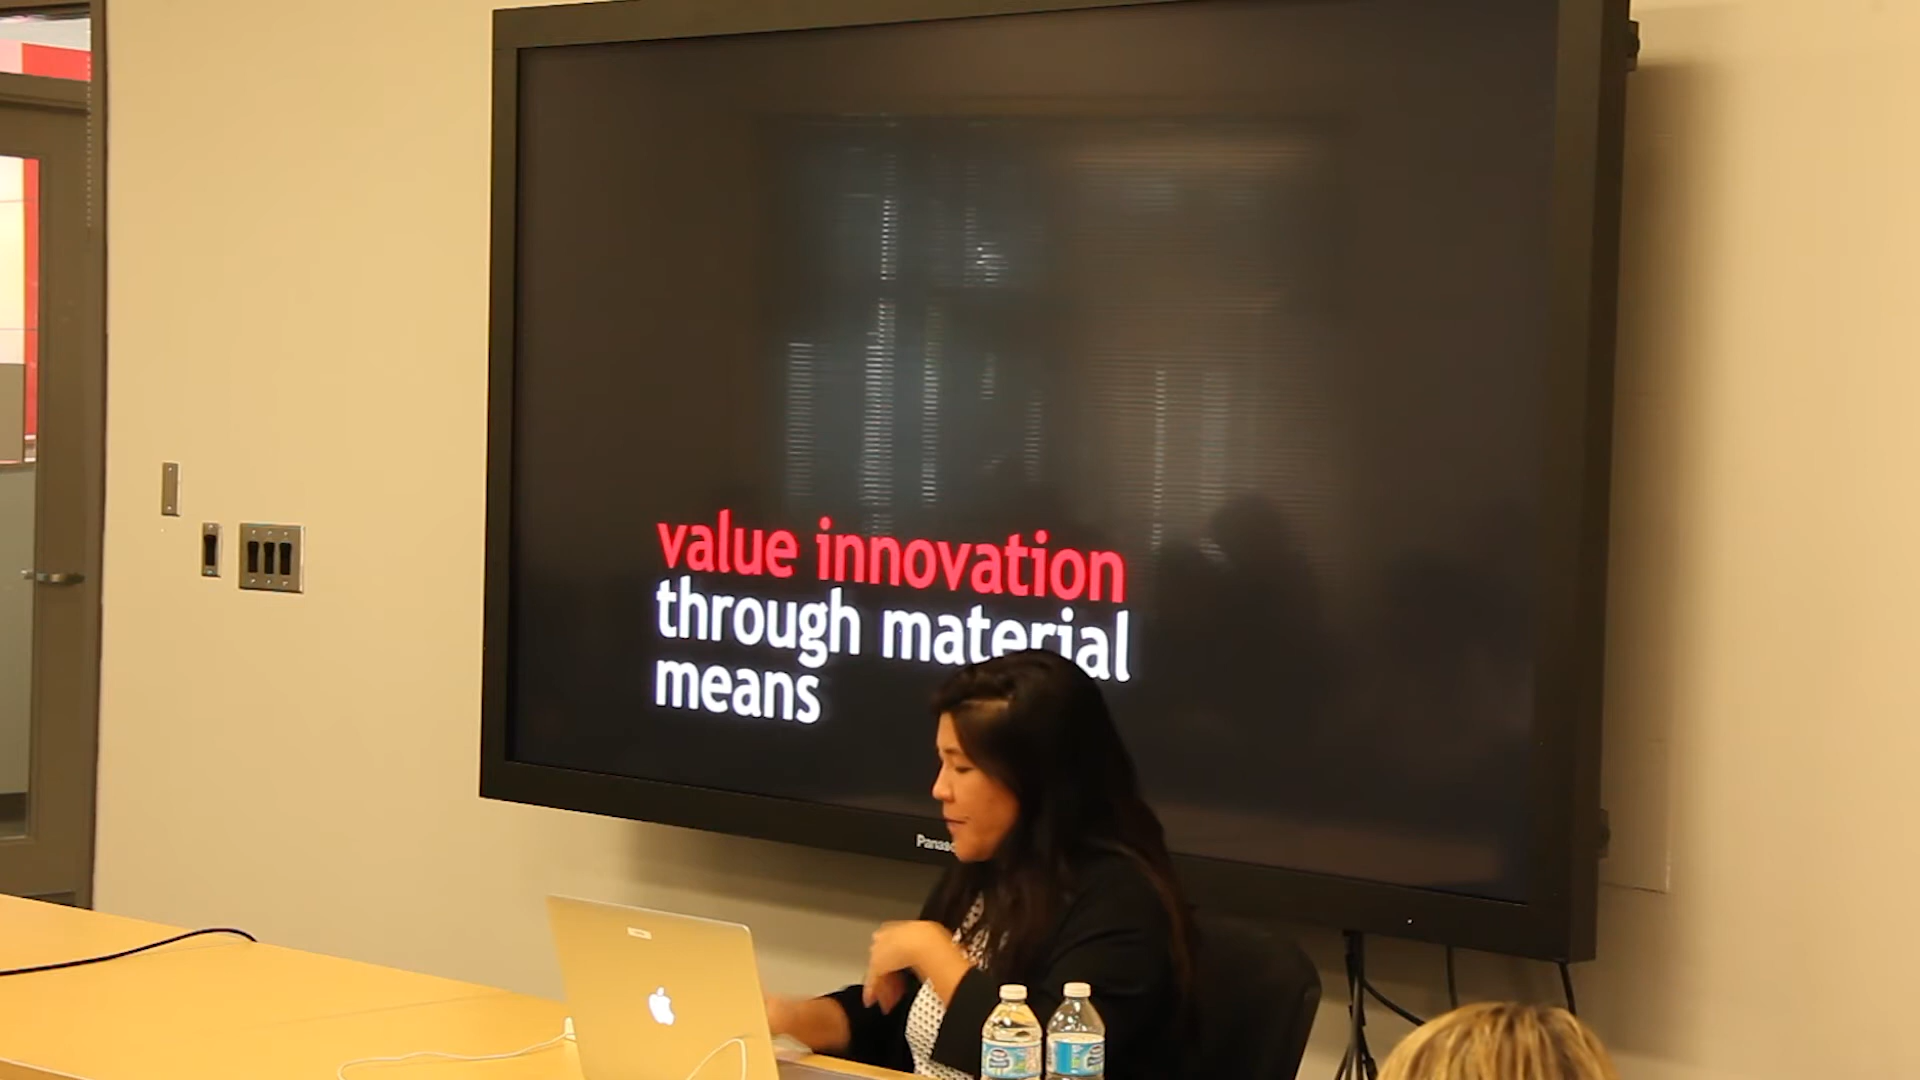 value innovation
through material
means